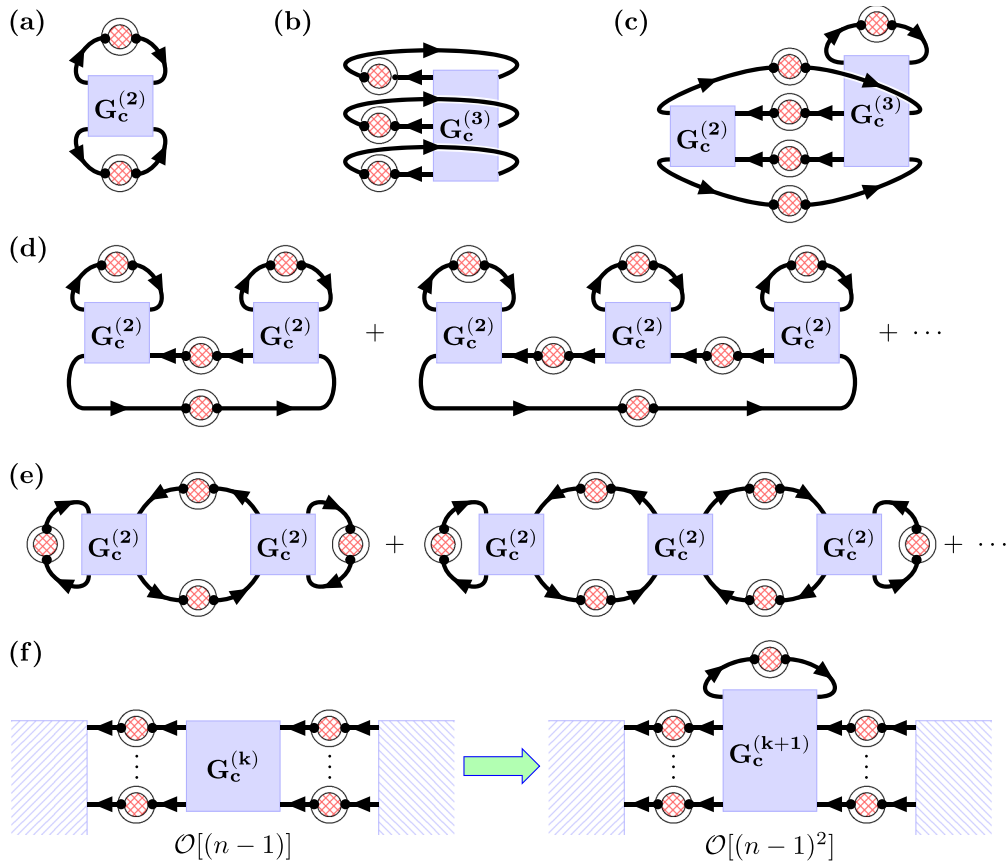 (a) (b) (c)
G_c^(2) G_c^(3) G_c^(2) G_c^(3)
(d)
G_c^(2) G_c^(2) + G_c^(2) G_c^(2) G_c^(2) + ⋯
(e)
G_c^(2) G_c^(2) + G_c^(2) G_c^(2) G_c^(2) + ⋯
(f)
⋮ G_c^(k) ⋮ ⋮ G_c^(k+1) ⋮
𝒪[(n − 1)] 𝒪[(n − 1)^2]